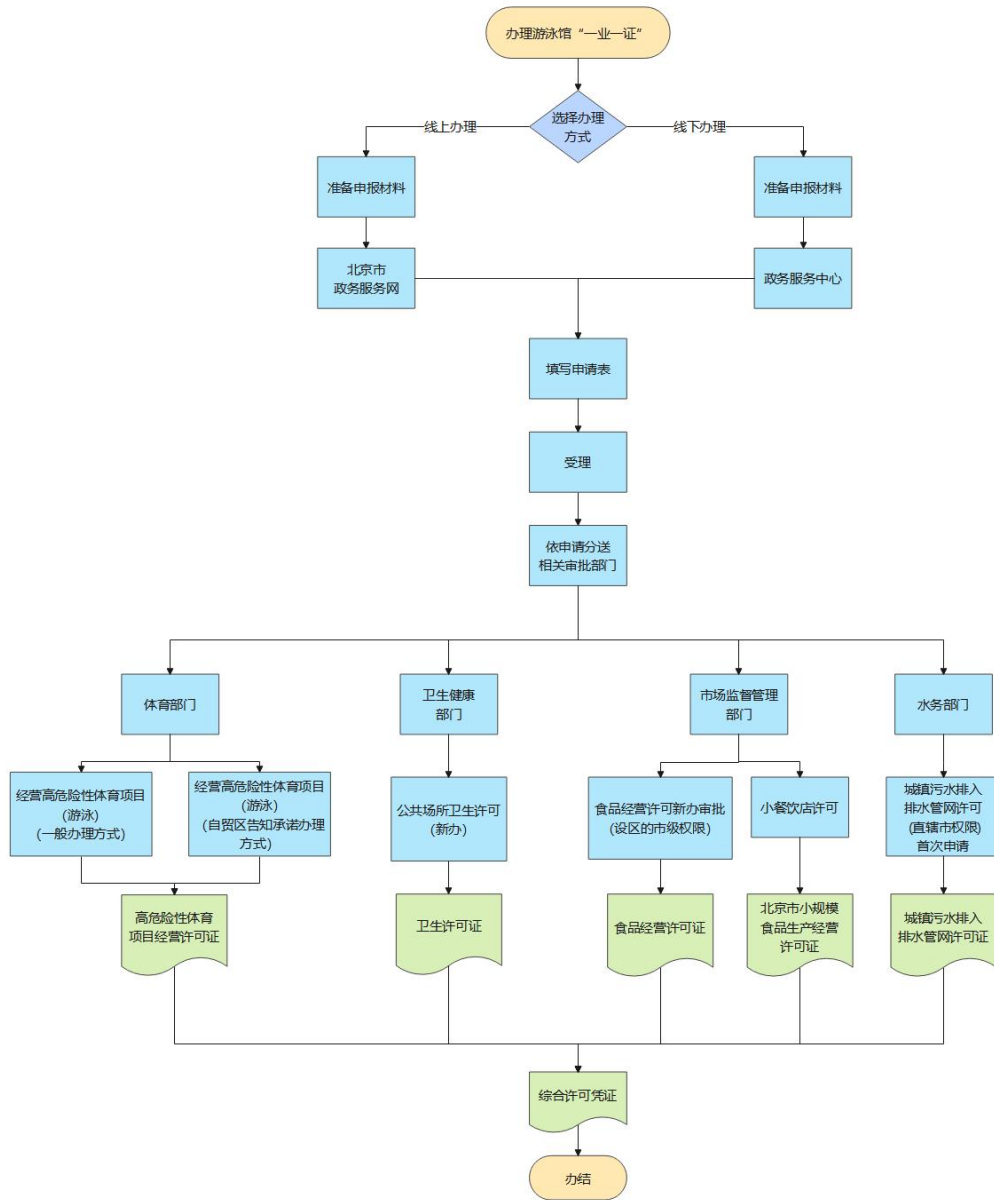 办理游泳馆“一业一证”
选择办理
方式
线上办理
线下办理
准备申报材料
准备申报材料
北京市
政务服务网
政务服务中心
填写申请表
受理
依申请分送
相关审批部门
体育部门
卫生健康
部门
市场监督管理
部门
水务部门
经营高危险性体育项目
(游泳)
(一般办理方式)
经营高危险性体育项目
(游泳)
(自贸区告知承诺办理
方式)
公共场所卫生许可
(新办)
食品经营许可新办审批
(设区的市级权限)
小餐饮店许可
城镇污水排入
排水管网许可
(直辖市权限)
首次申请
高危险性体育
项目经营许可证
卫生许可证
食品经营许可证
北京市小规模
食品生产经营
许可证
城镇污水排入
排水管网许可证
综合许可凭证
办结